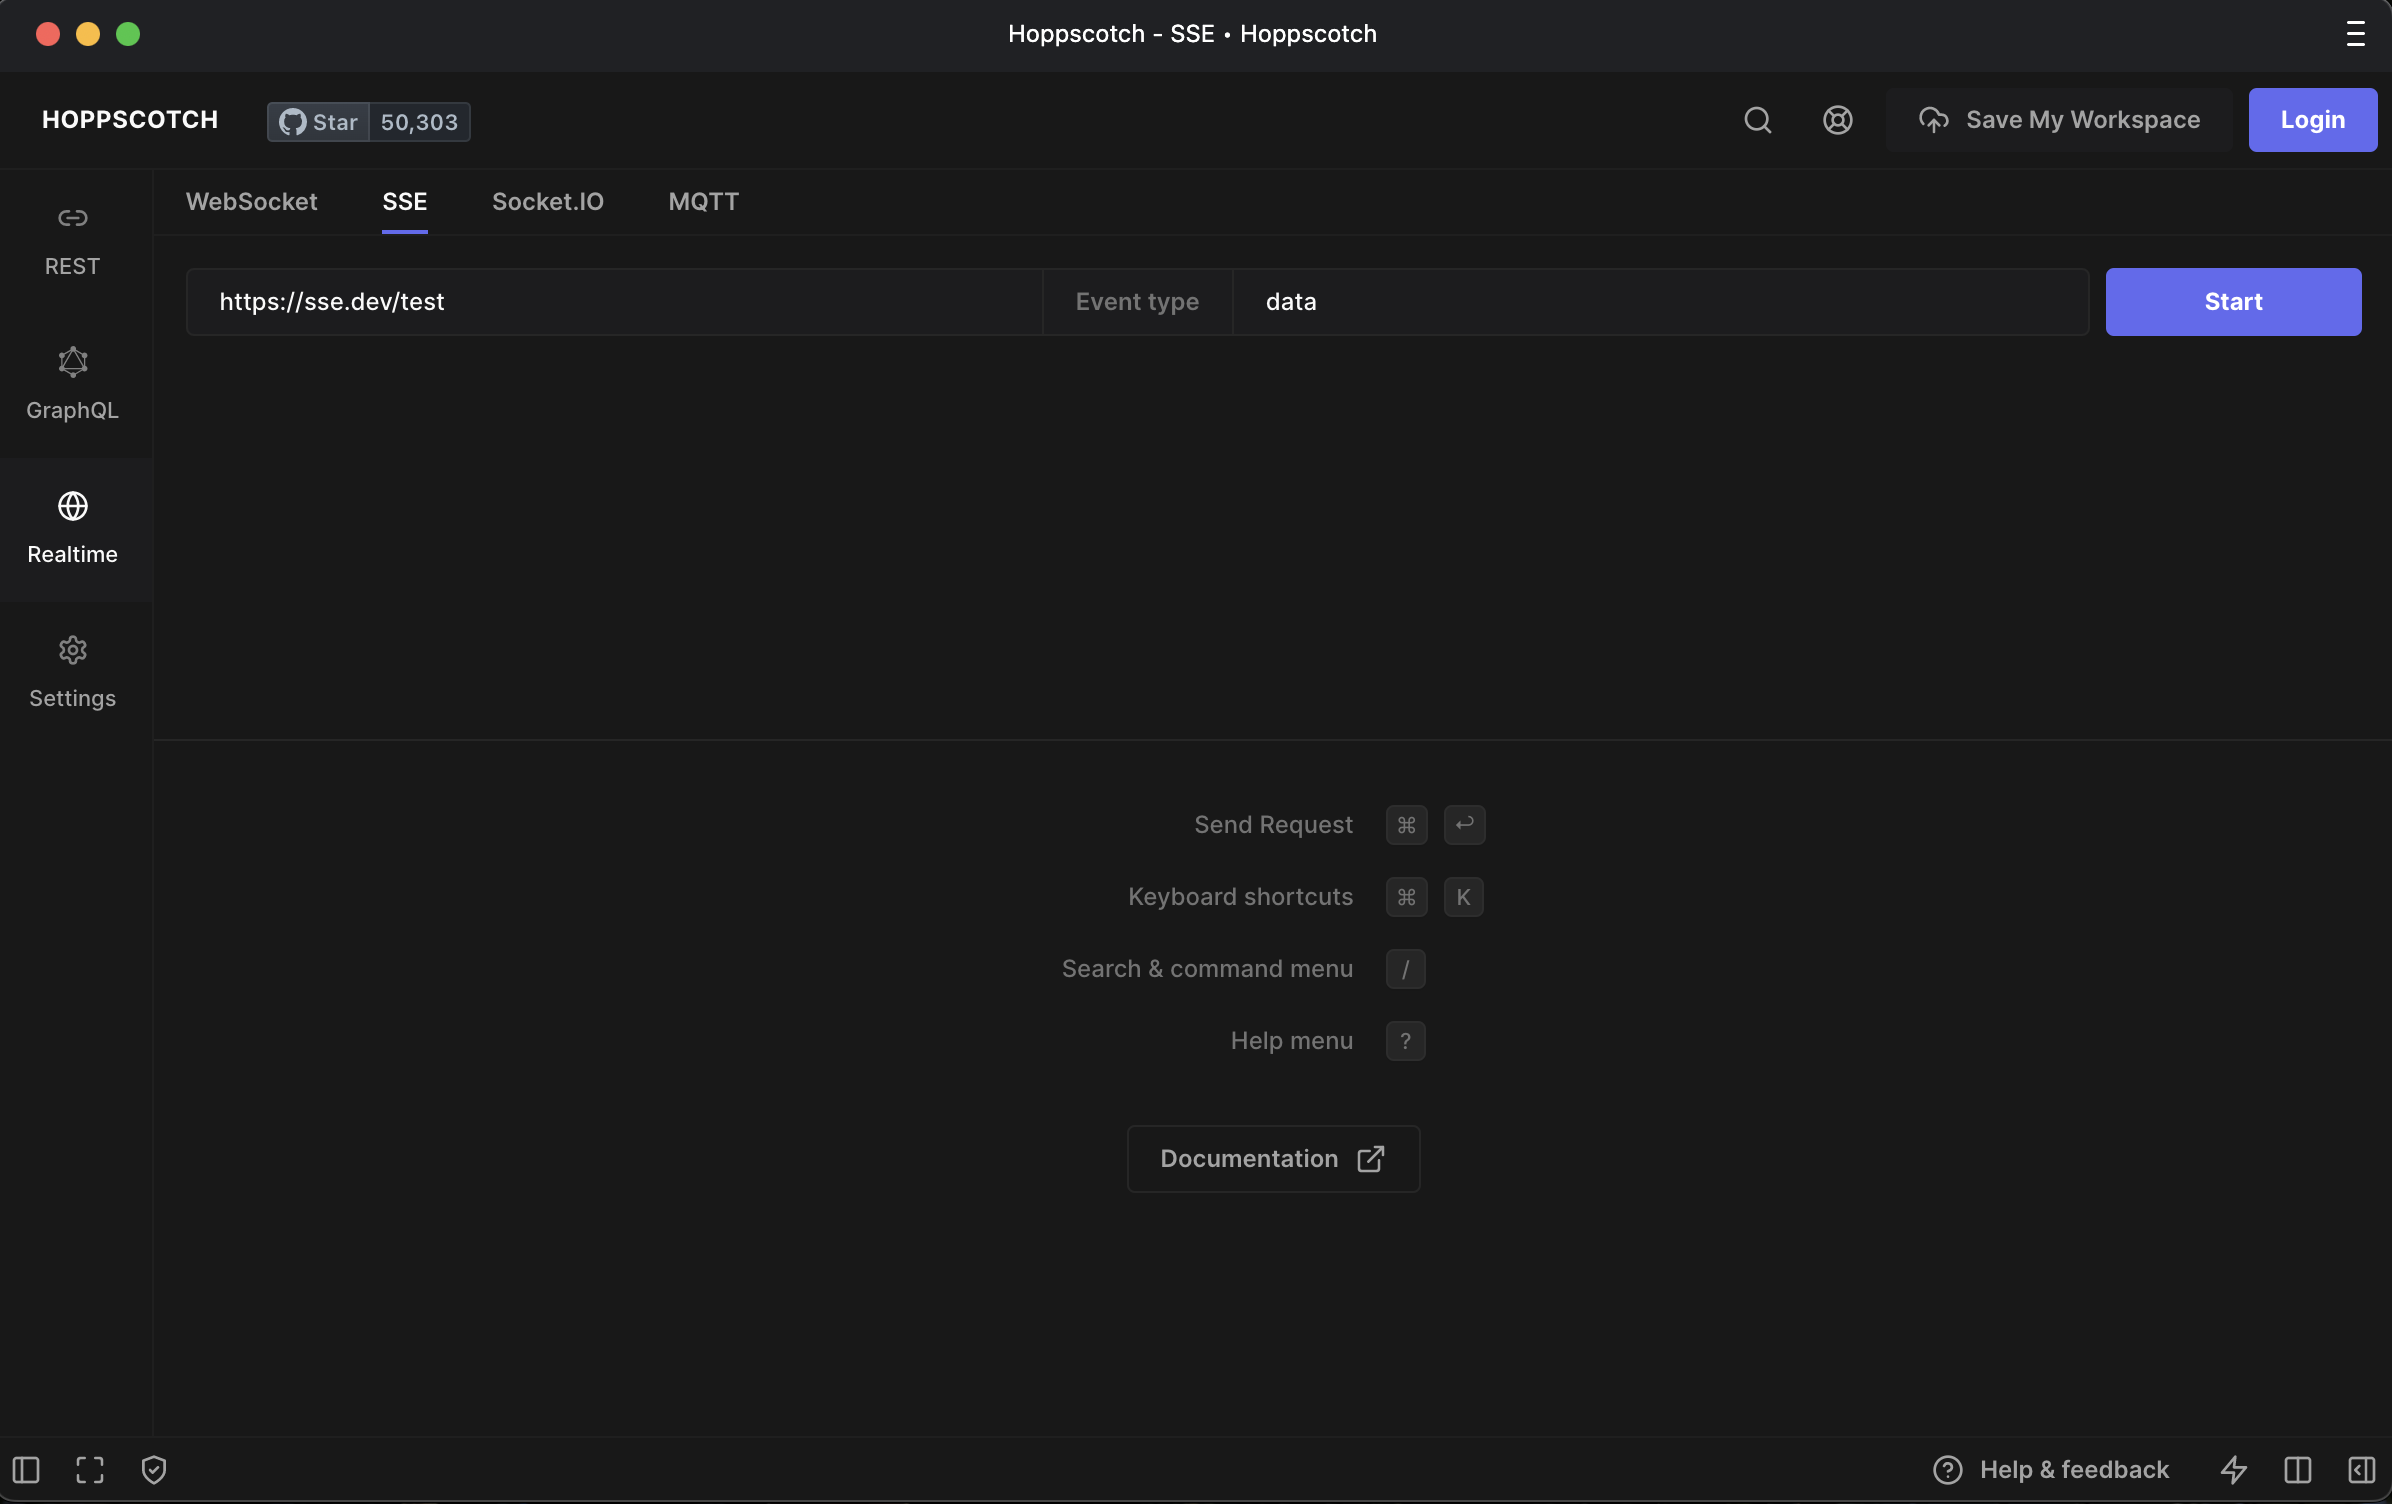 Hoppscotch - SSE • Hoppscotch
HOPPSCOTCH
Star 50,303
Save My Workspace
Login
WebSocket SSE Socket.IO MQTT
REST
GraphQL
Realtime
Settings
https://sse.dev/test Event type data Start
Send Request ⌘ ↩
Keyboard shortcuts ⌘ K
Search & command menu /
Help menu ?
Documentation
Help & feedback